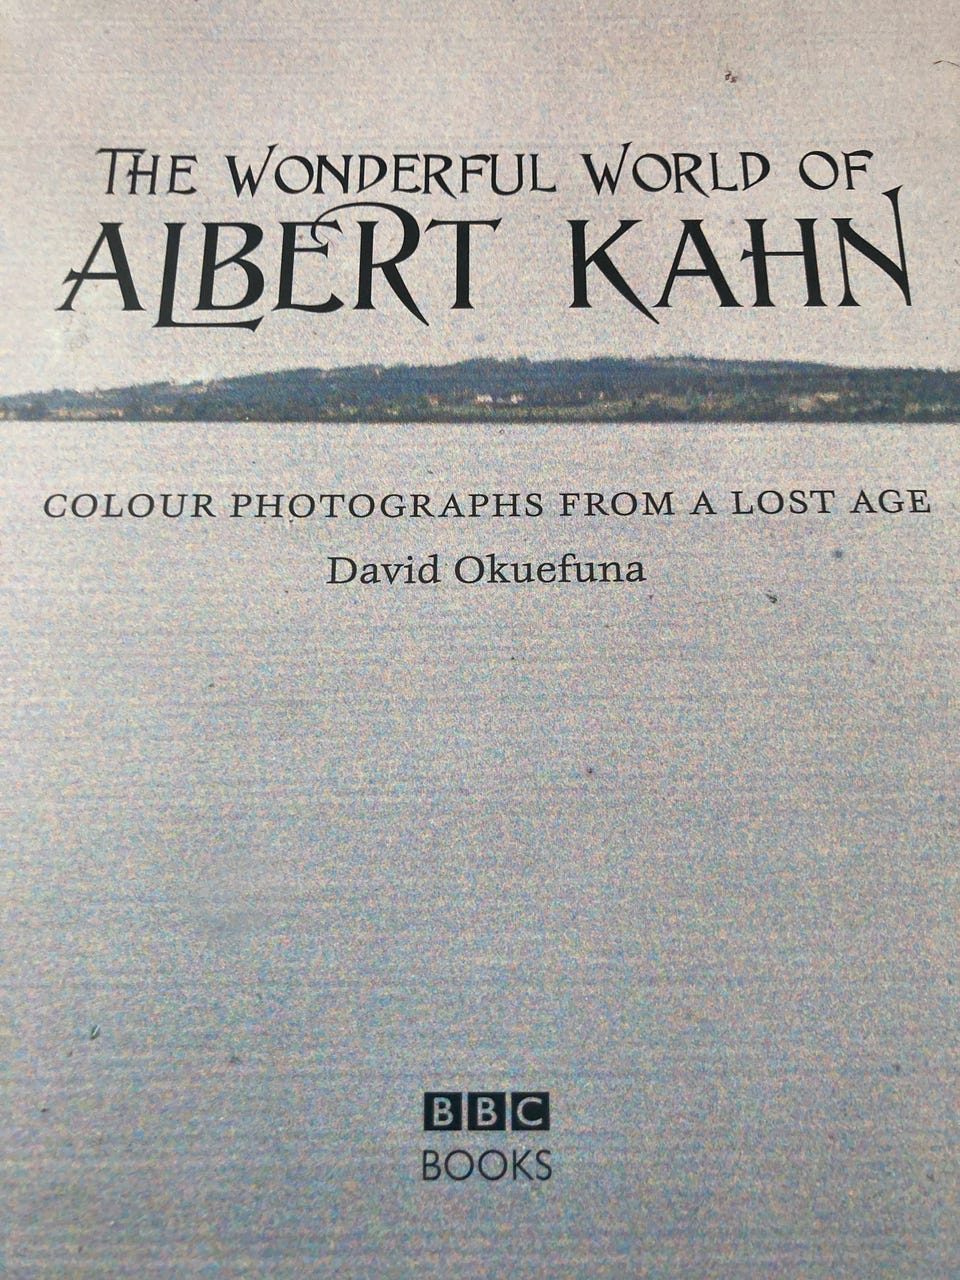 THE WONDERFUL WORLD OF
ALBERT KAHN
COLOUR PHOTOGRAPHS FROM A LOST AGE
David Okuefuna
BBC
BOOKS